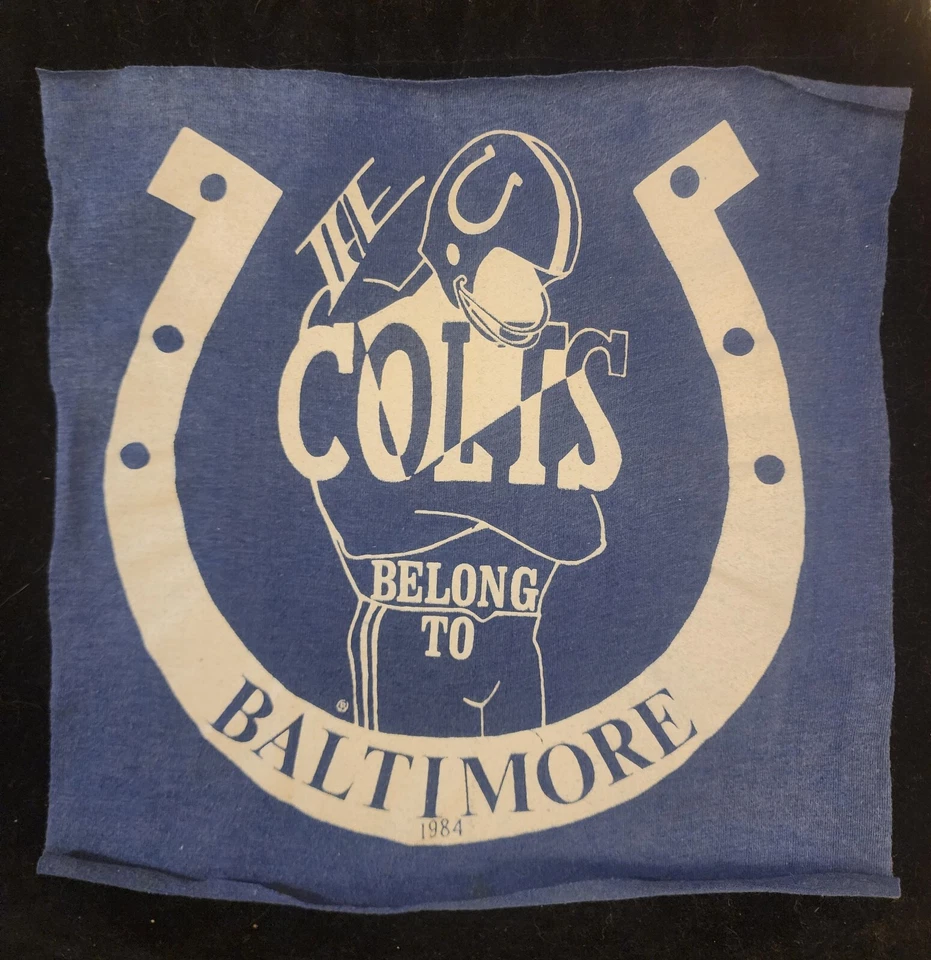 THE
COLTS
BELONG
TO
®
BALTIMORE
1984